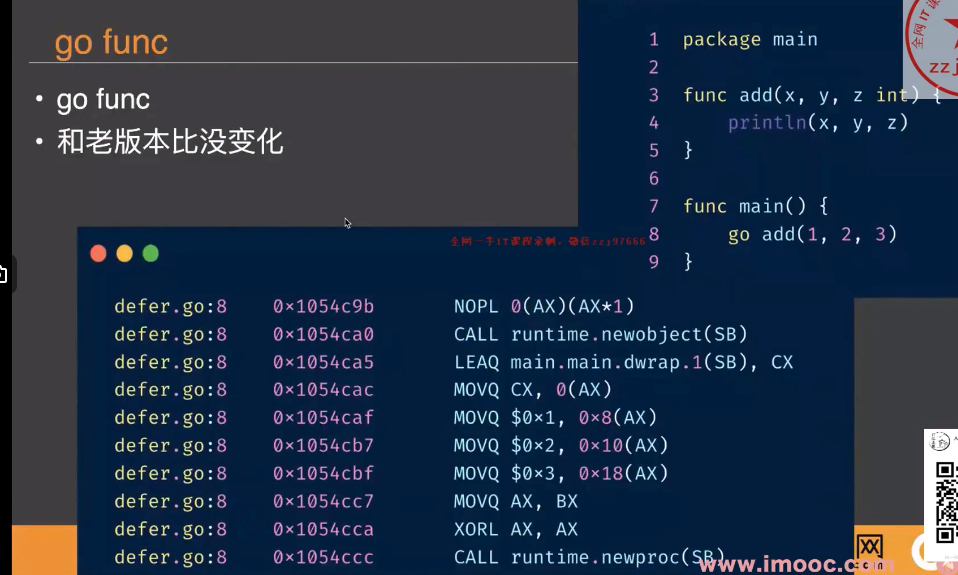 go func
• go func
• 和老版本比没变化
1 package main
2
3 func add(x, y, z int) {
4 println(x, y, z)
5 }
6
7 func main() {
8 go add(1, 2, 3)
9 }
全网一手IT课程录制，微信zzj97666
defer.go:8 0×1054c9b NOPL 0(AX)(AX*1)
defer.go:8 0×1054ca0 CALL runtime.newobject(SB)
defer.go:8 0×1054ca5 LEAQ main.main.dwrap.1(SB), CX
defer.go:8 0×1054cac MOVQ CX, 0(AX)
defer.go:8 0×1054caf MOVQ $0×1, 0×8(AX)
defer.go:8 0×1054cb7 MOVQ $0×2, 0×10(AX)
defer.go:8 0×1054cbf MOVQ $0×3, 0×18(AX)
defer.go:8 0×1054cc7 MOVQ AX, BX
defer.go:8 0×1054cca XORL AX, AX
defer.go:8 0×1054ccc CALL runtime.newproc(SB)
www.imooc.com
全网IT课
zzj